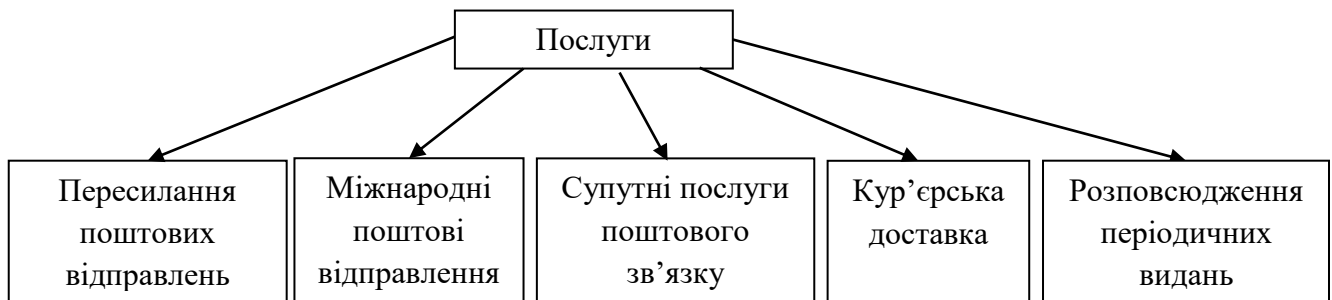 Послуги
Пересилання
поштових
відправлень
Міжнародні
поштові
відправлення
Супутні послуги
поштового
зв’язку
Кур’єрська
доставка
Розповсюдження
періодичних
видань